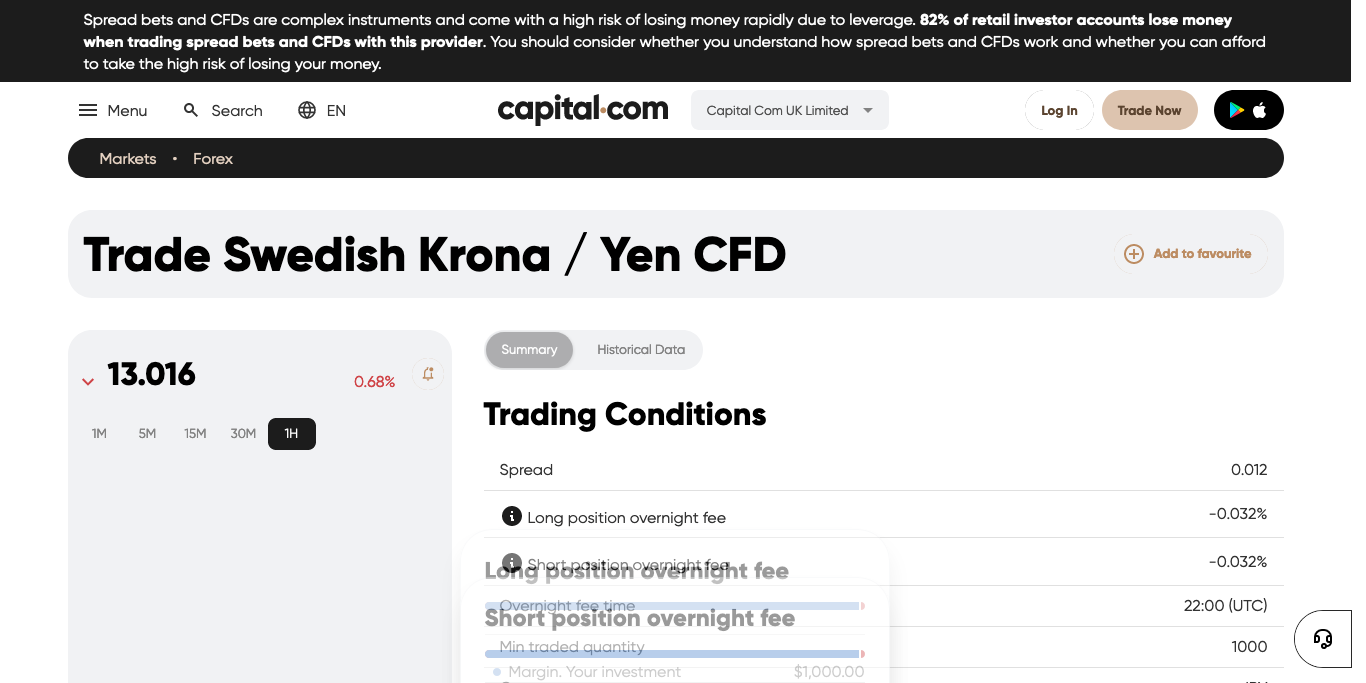 Spread bets and CFDs are complex instruments and come with a high risk of losing money rapidly due to leverage. 82% of retail investor accounts lose money
when trading spread bets and CFDs with this provider. You should consider whether you understand how spread bets and CFDs work and whether you can afford
to take the high risk of losing your money.
Menu Search EN capital.com Capital Com UK Limited Log In Trade Now
Markets • Forex
Trade Swedish Krona / Yen CFD Add to favourite
13.016 0.68%
1M 5M 15M 30M 1H
Summary Historical Data
Trading Conditions
Spread 0.012
Long position overnight fee -0.032%
Short position overnight fee -0.032%
Long position overnight fee
Overnight fee time 22:00 (UTC)
Short position overnight fee
Min traded quantity 1000
Margin. Your investment $1,000.00